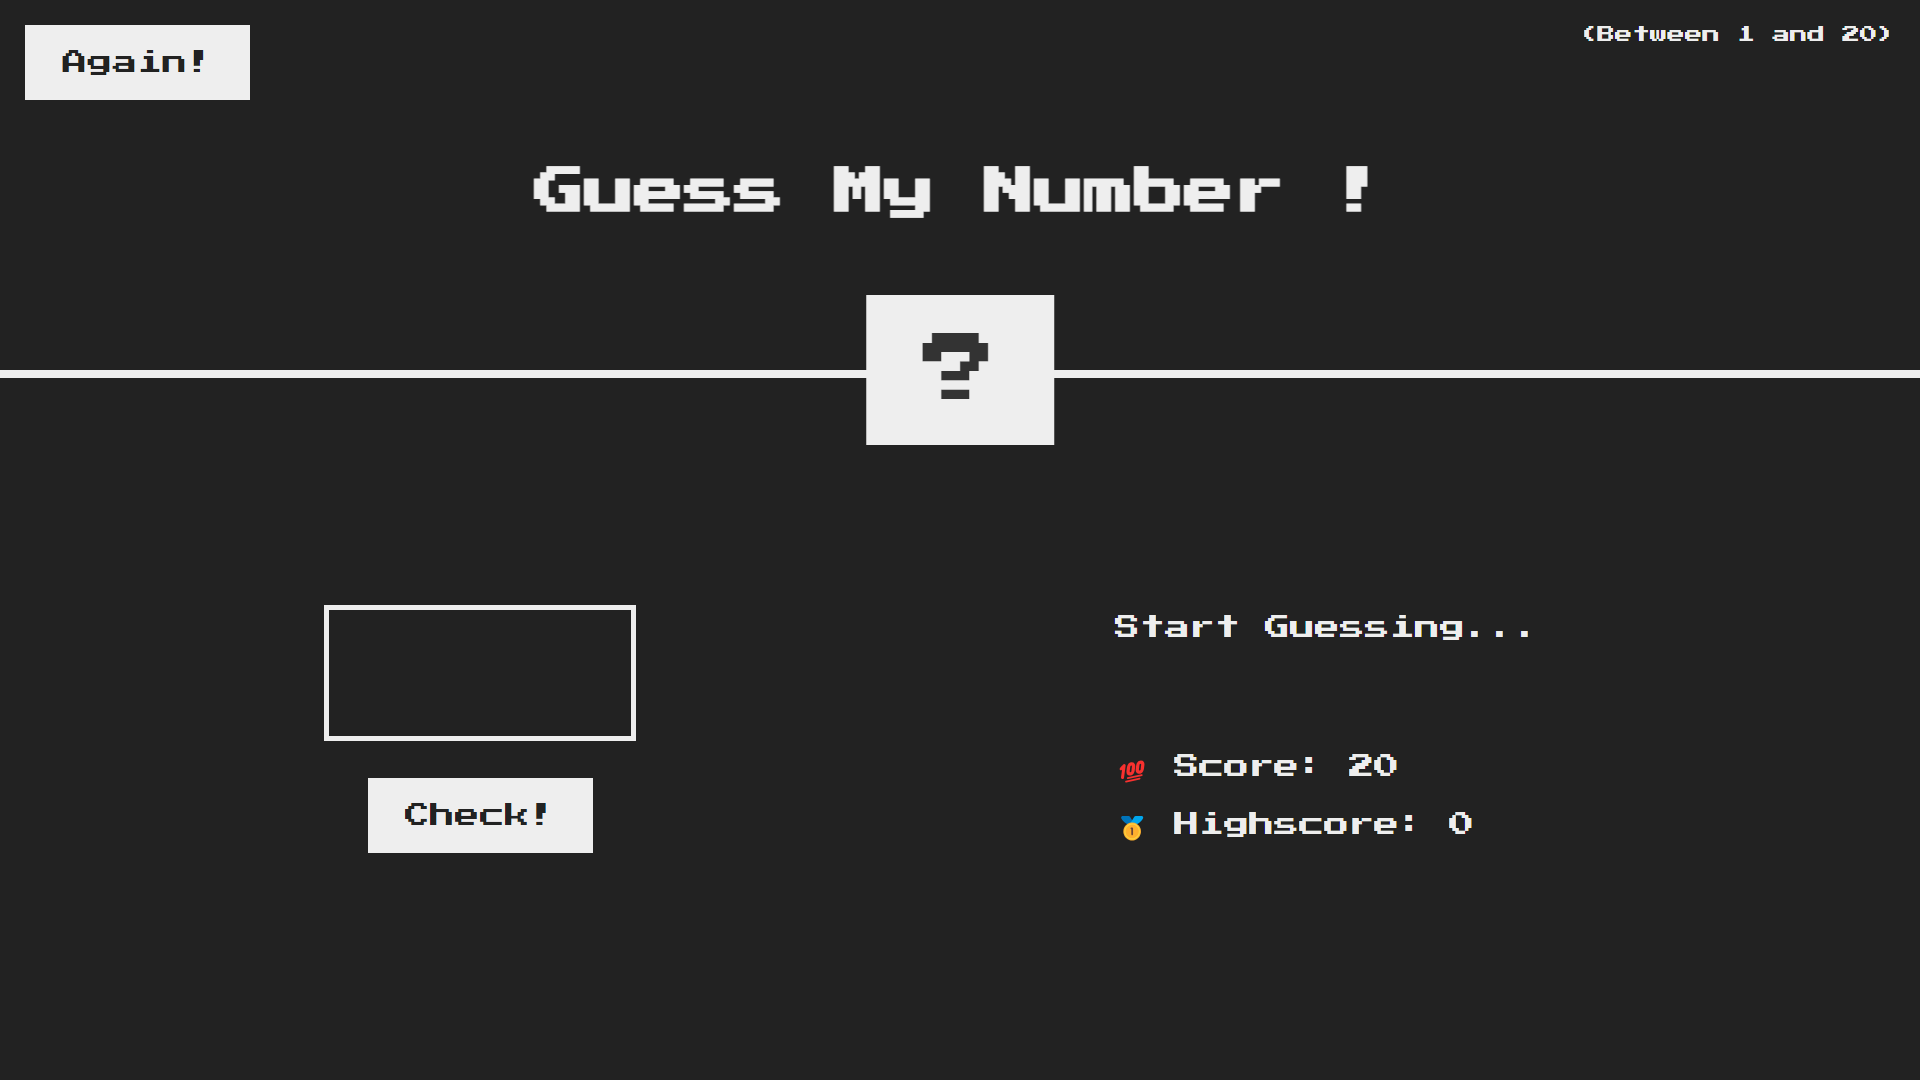 Again!
(Between 1 and 20)
Guess My Number !
?
Start Guessing...
Check!
💯 Score: 20
🥇 Highscore: 0